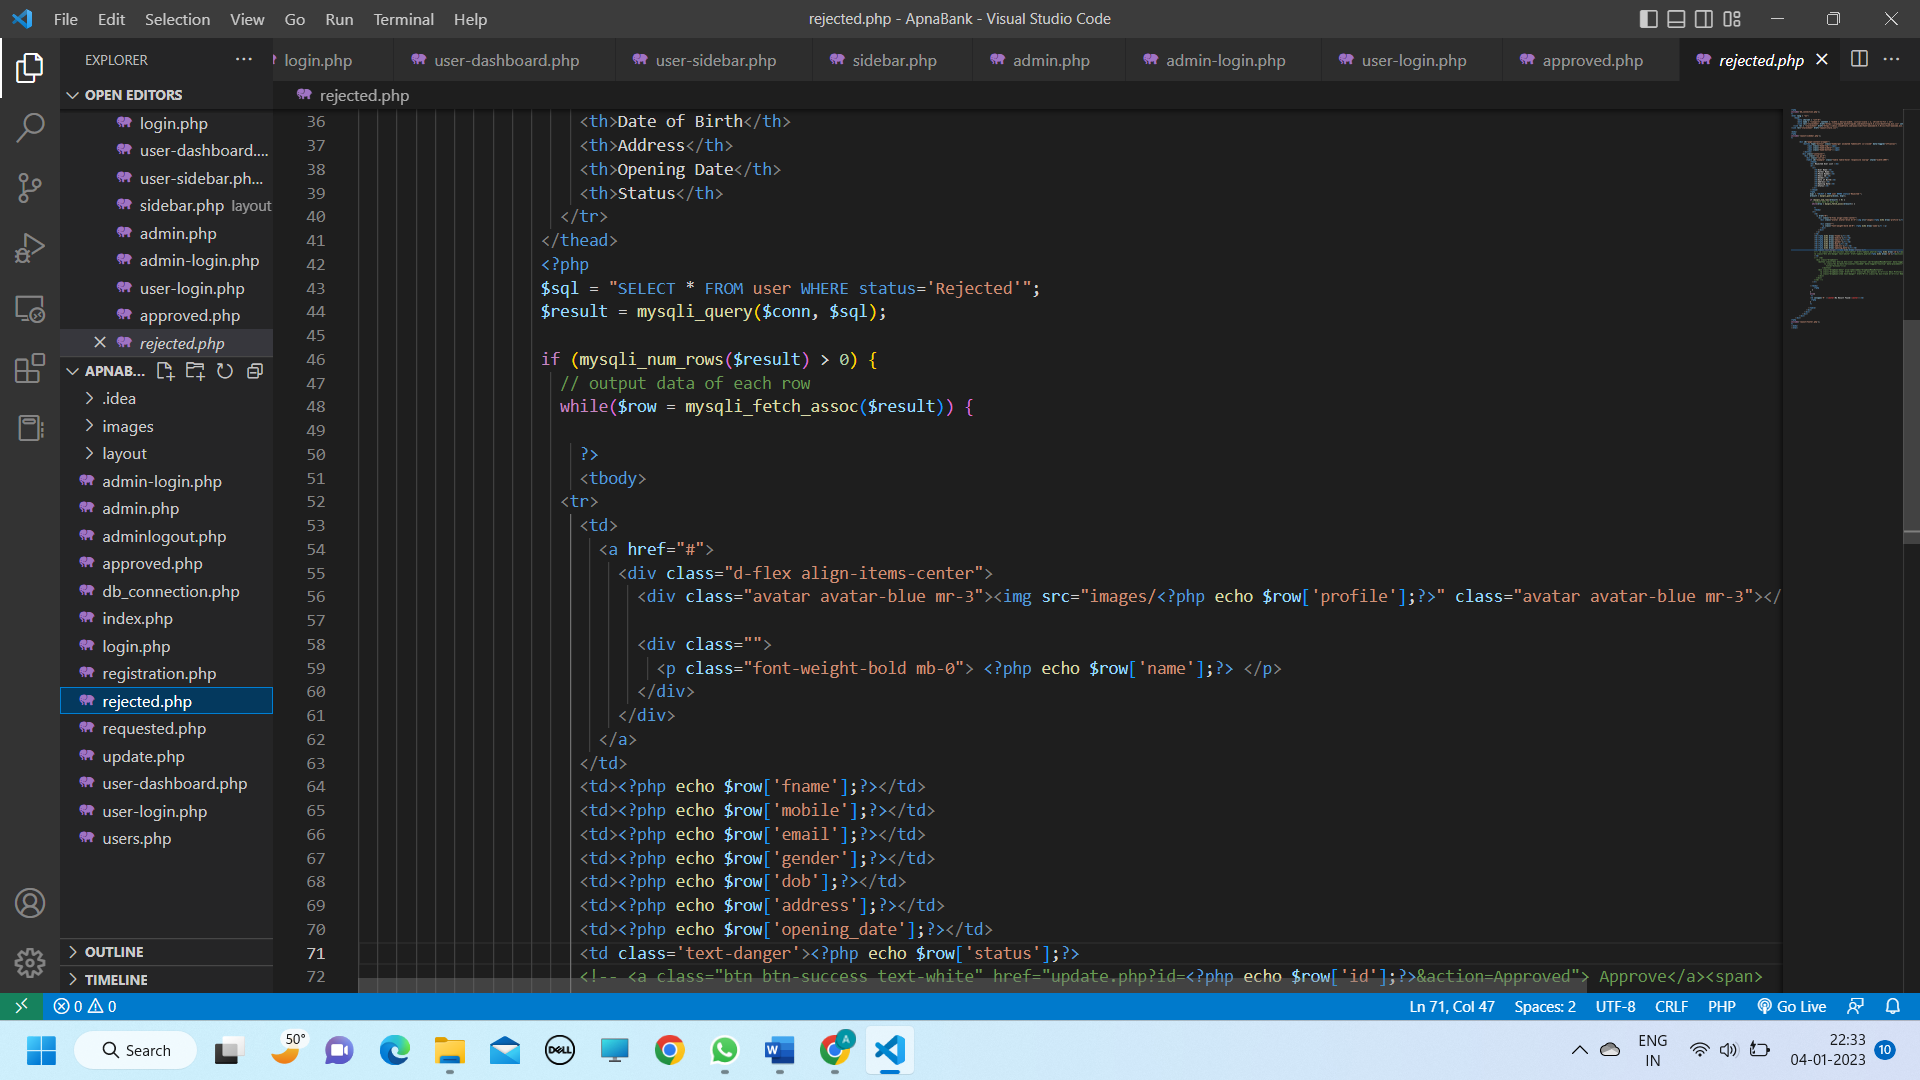 File Edit Selection View Go Run Terminal Help
rejected.php - ApnaBank - Visual Studio Code
EXPLORER
login.php user-dashboard.php user-sidebar.php sidebar.php admin.php admin-login.php user-login.php approved.php rejected.php
OPEN EDITORS
login.php
user-dashboard....
user-sidebar.ph...
sidebar.php layout
admin.php
admin-login.php
user-login.php
approved.php
rejected.php
APNAB...
.idea
images
layout
admin-login.php
admin.php
adminlogout.php
approved.php
db_connection.php
index.php
login.php
registration.php
rejected.php
requested.php
update.php
user-dashboard.php
user-login.php
users.php
OUTLINE
TIMELINE
rejected.php
36 <th>Date of Birth</th>
37 <th>Address</th>
38 <th>Opening Date</th>
39 <th>Status</th>
40 </tr>
41 </thead>
42 <?php
43 $sql = "SELECT * FROM user WHERE status='Rejected'";
44 $result = mysqli_query($conn, $sql);
45
46 if (mysqli_num_rows($result) > 0) {
47 // output data of each row
48 while($row = mysqli_fetch_assoc($result)) {
49
50 ?>
51 <tbody>
52 <tr>
53 <td>
54 <a href="#">
55 <div class="d-flex align-items-center">
56 <div class="avatar avatar-blue mr-3"><img src="images/<?php echo $row['profile'];?>" class="avatar avatar-blue mr-3"></
57
58 <div class="">
59 <p class="font-weight-bold mb-0"> <?php echo $row['name'];?> </p>
60 </div>
61 </div>
62 </a>
63 </td>
64 <td><?php echo $row['fname'];?></td>
65 <td><?php echo $row['mobile'];?></td>
66 <td><?php echo $row['email'];?></td>
67 <td><?php echo $row['gender'];?></td>
68 <td><?php echo $row['dob'];?></td>
69 <td><?php echo $row['address'];?></td>
70 <td><?php echo $row['opening_date'];?></td>
71 <td class='text-danger'><?php echo $row['status'];?>
72 <!-- <a class="btn btn-success text-white" href="update.php?id=<?php echo $row['id'];?>&action=Approved"> Approve</a><span>
0 0
Ln 71, Col 47 Spaces: 2 UTF-8 CRLF PHP Go Live
Search
50°
DELL
A
ENG
IN
22:33
04-01-2023
10